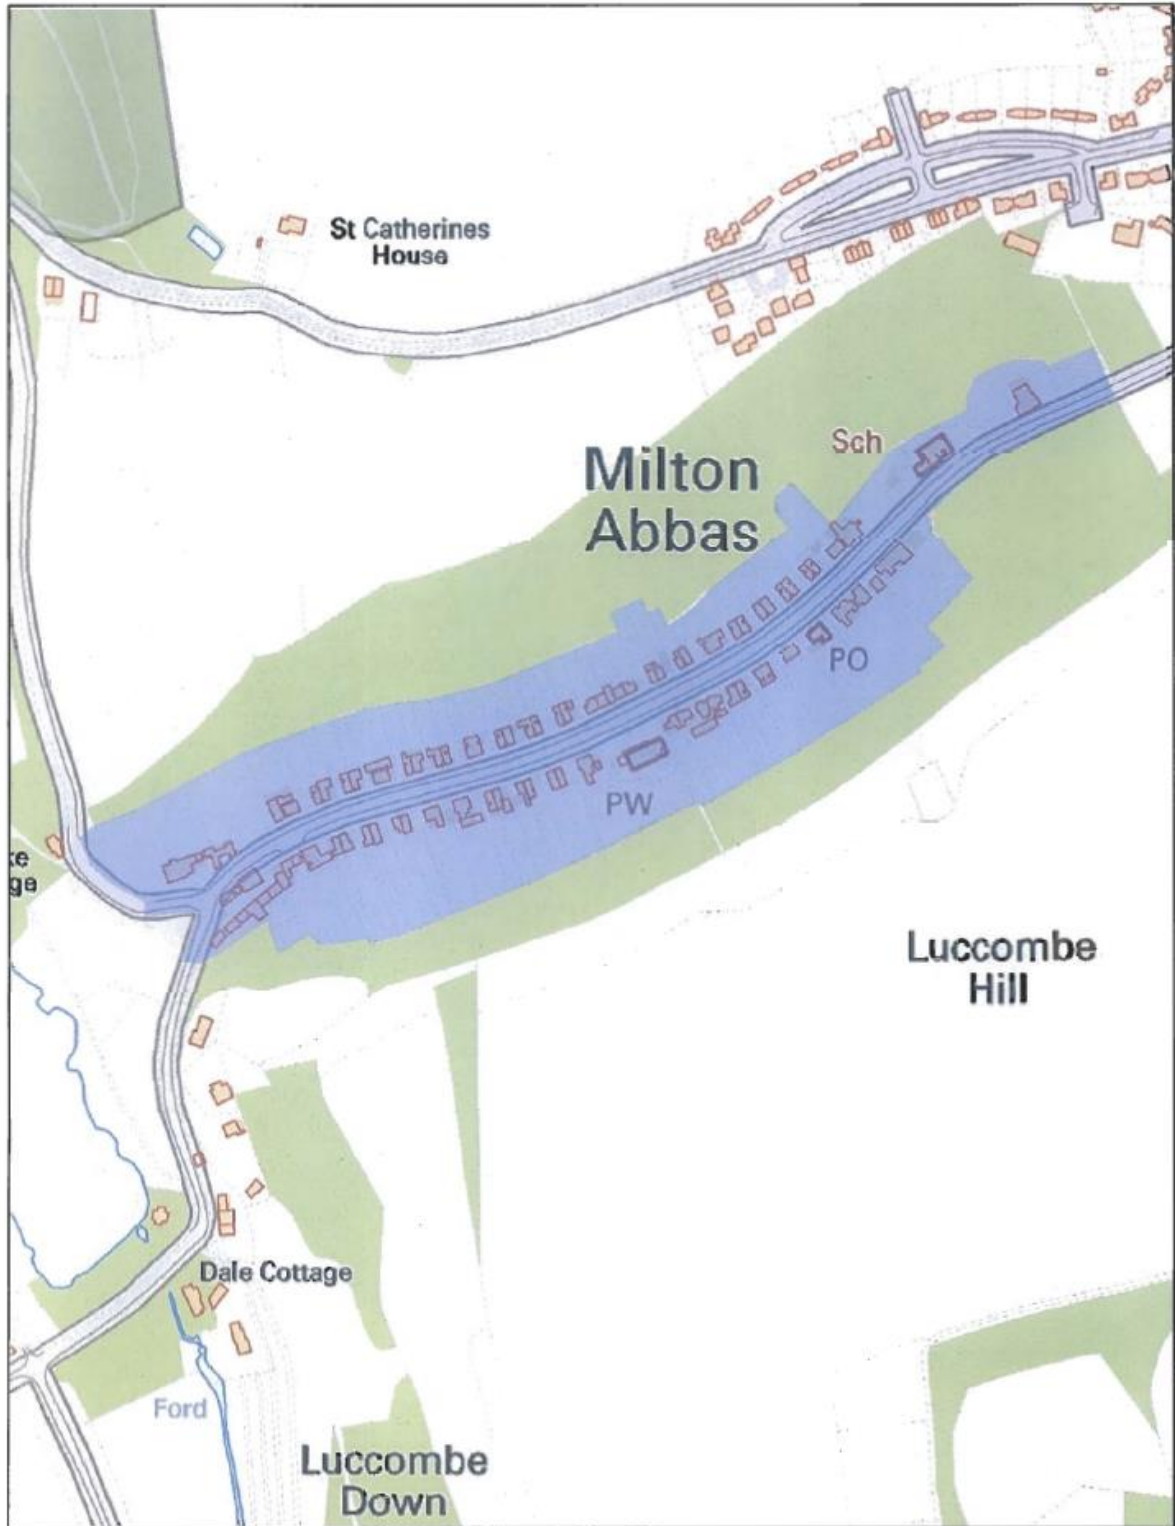 St Catherines
House
Sch
Milton
Abbas
PO
PW
Luccombe
Hill
Dale Cottage
Ford
Luccombe
Down